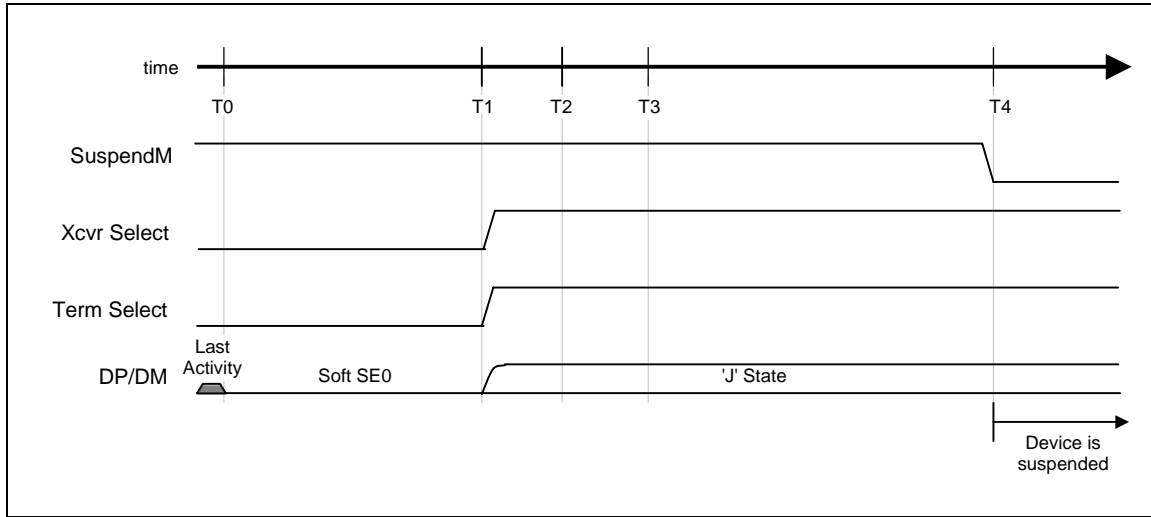 time
T0
T1
T2
T3
T4
SuspendM
Xcvr Select
Term Select
Last
Activity
DP/DM
Soft SE0
'J' State
Device is
suspended